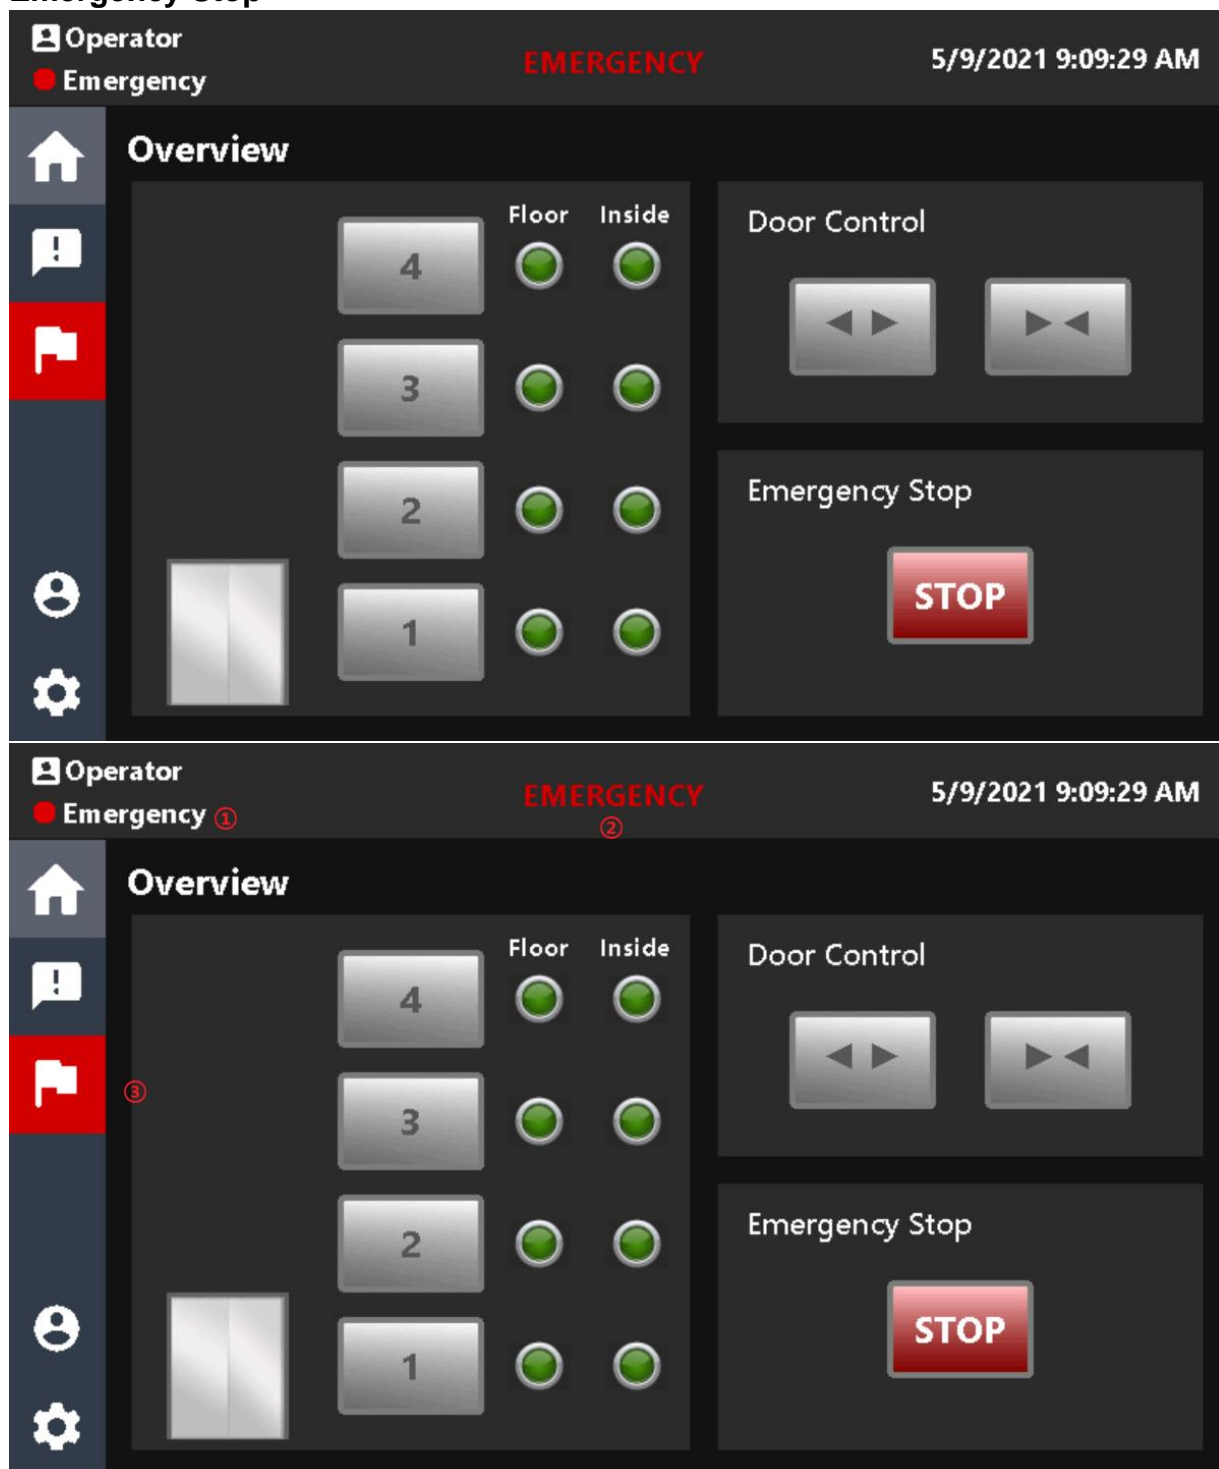 Emergency Stop
Operator
Emergency
EMERGENCY
5/9/2021 9:09:29 AM
Overview
Floor Inside
4
3
2
1
Door Control
Emergency Stop
STOP
Operator
Emergency ①
EMERGENCY
②
5/9/2021 9:09:29 AM
Overview
③
Floor Inside
4
3
2
1
Door Control
Emergency Stop
STOP